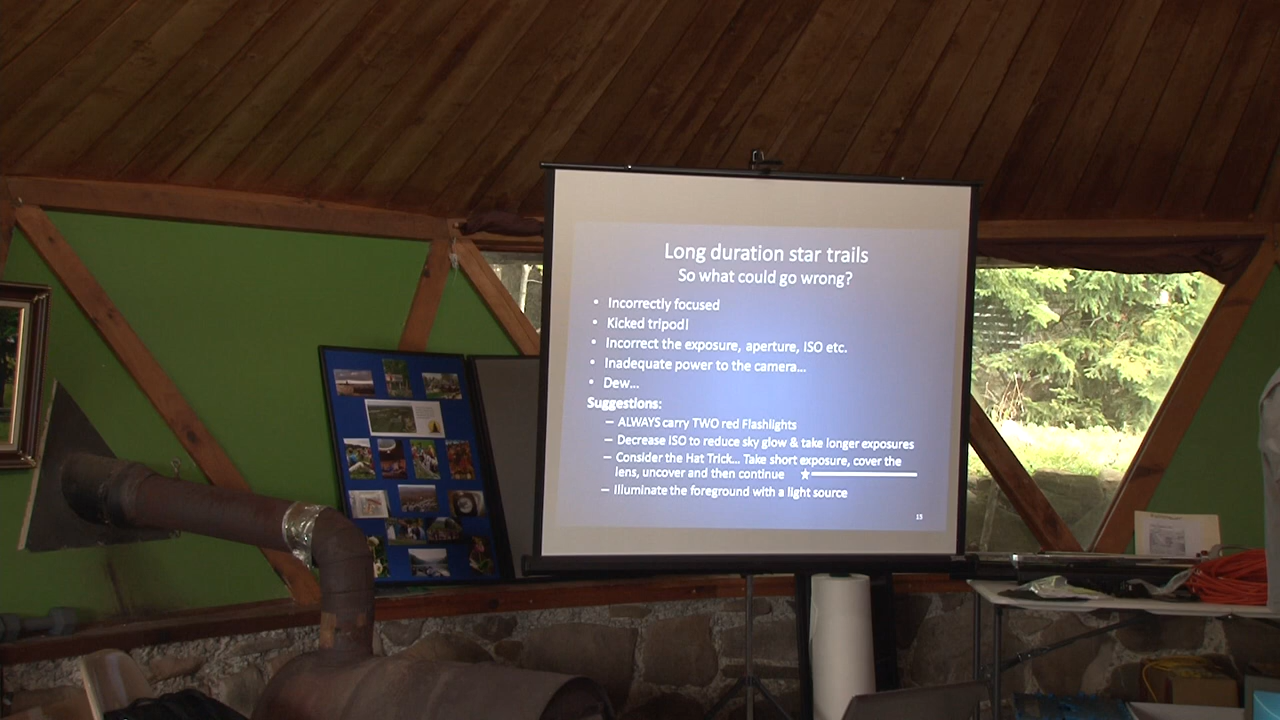 Long duration star trails
So what could go wrong?
• Incorrectly focused
• Kicked tripod!
• Incorrect the exposure, aperture, ISO etc.
• Inadequate power to the camera...
• Dew...
Suggestions:
– ALWAYS carry TWO red Flashlights
– Decrease ISO to reduce sky glow & take longer exposures
– Consider the Hat Trick... Take short exposure, cover the
lens, uncover and then continue
– Illuminate the foreground with a light source
15